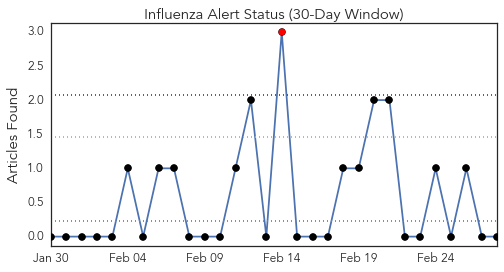 Influenza Alert Status (30-Day Window)
Articles Found
3.0
2.5
2.0
1.5
1.0
0.5
0.0
Jan 30 Feb 04 Feb 09 Feb 14 Feb 19 Feb 24